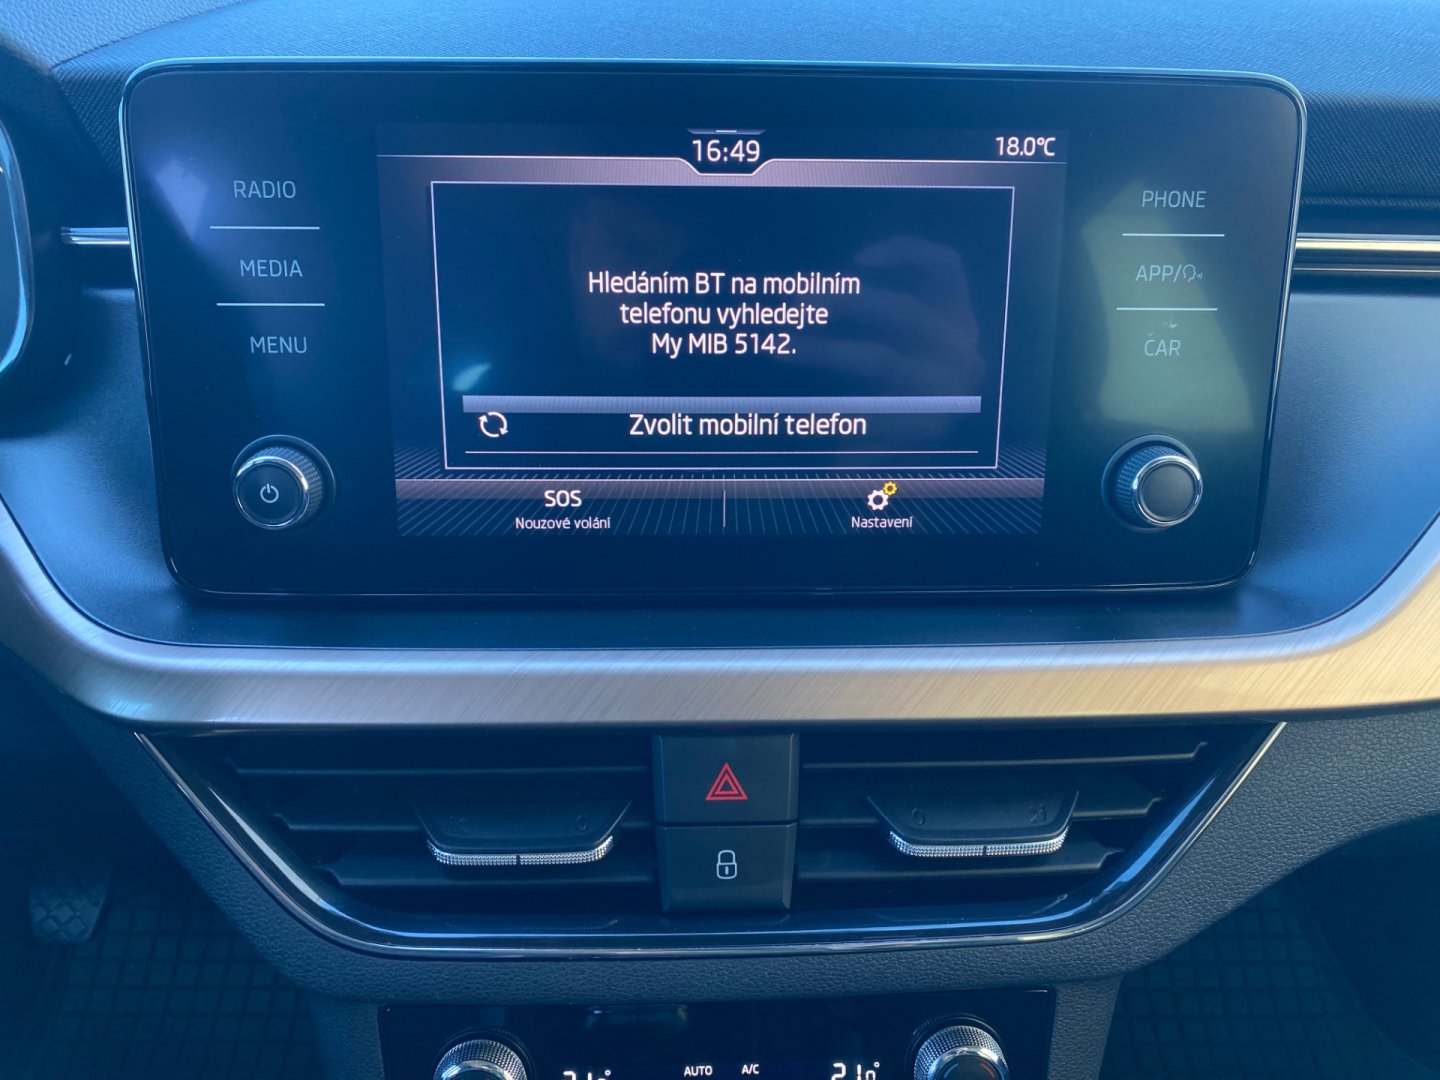 16:49
18.0°C
RADIO
MEDIA
MENU
Hledáním BT na mobilním
telefonu vyhledejte
My MIB 5142.
Zvolit mobilní telefon
SOS
Nouzové volání
Nastavení
PHONE
APP/
CAR
AUTO
A/C